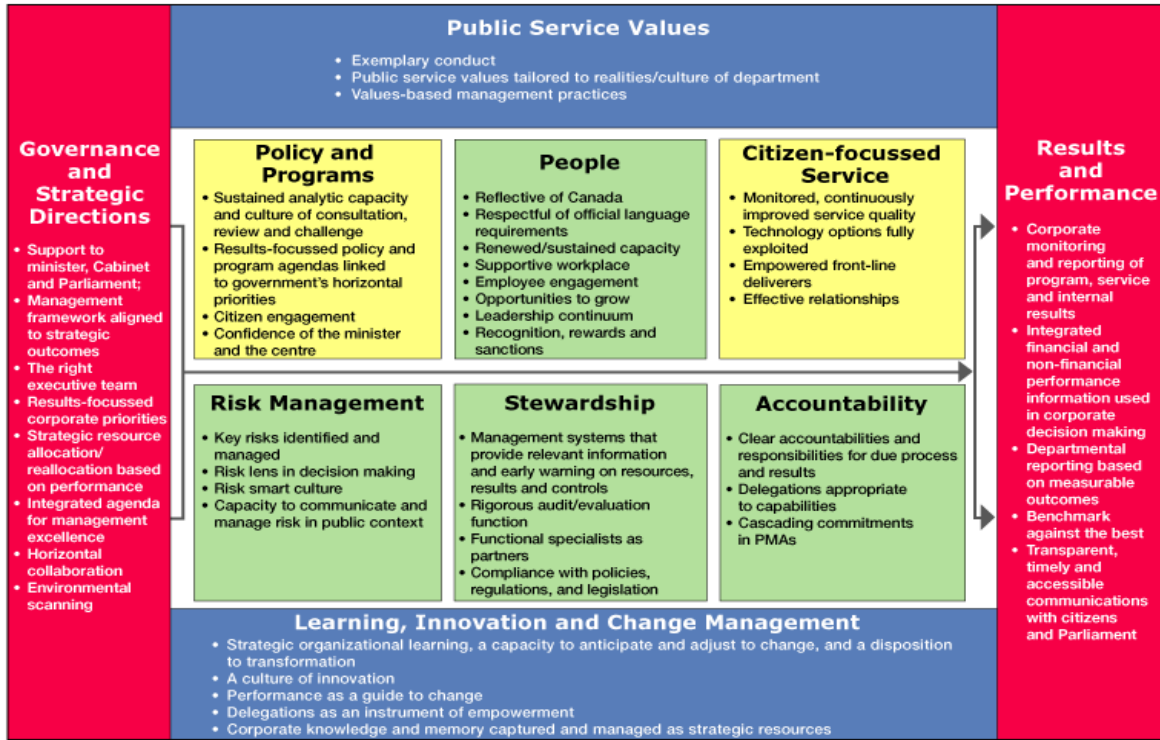 Public Service Values
• Exemplary conduct
• Public service values tailored to realities/culture of department
• Values-based management practices
Governance
and
Strategic
Directions
• Support to
minister, Cabinet
and Parliament;
• Management
framework aligned
to strategic
outcomes
• The right
executive team
• Results-focussed
corporate priorities
• Strategic resource
allocation/
reallocation based
on performance
• Integrated agenda
for management
excellence
• Horizontal
collaboration
• Environmental
scanning
Policy and
Programs
• Sustained analytic capacity
and culture of consultation,
review and challenge
• Results-focussed policy and
program agendas linked
to government's horizontal
priorities
• Citizen engagement
• Confidence of the minister
and the centre
People
• Reflective of Canada
• Respectful of official language
requirements
• Renewed/sustained capacity
• Supportive workplace
• Employee engagement
• Opportunities to grow
• Leadership continuum
• Recognition, rewards and
sanctions
Citizen-focussed
Service
• Monitored, continuously
improved service quality
• Technology options fully
exploited
• Empowered front-line
deliverers
• Effective relationships
Risk Management
• Key risks identified and
managed
• Risk lens in decision making
• Risk smart culture
• Capacity to communicate and
manage risk in public context
Stewardship
• Management systems that
provide relevant information
and early warning on resources,
results and controls
• Rigorous audit/evaluation
function
• Functional specialists as
partners
• Compliance with policies,
regulations, and legislation
Accountability
• Clear accountabilities and
responsibilities for due process
and results
• Delegations appropriate
to capabilities
• Cascading commitments
in PMAs
Results
and
Performance
• Corporate
monitoring
and reporting of
program, service
and internal
results
• Integrated
financial and
non-financial
performance
information used
in corporate
decision making
• Departmental
reporting based
on measurable
outcomes
• Benchmark
against the best
• Transparent,
timely and
accessible
communications
with citizens
and Parliament
Learning, Innovation and Change Management
• Strategic organizational learning, a capacity to anticipate and adjust to change, and a disposition
to transformation
• A culture of innovation
• Performance as a guide to change
• Delegations as an instrument of empowerment
• Corporate knowledge and memory captured and managed as strategic resources